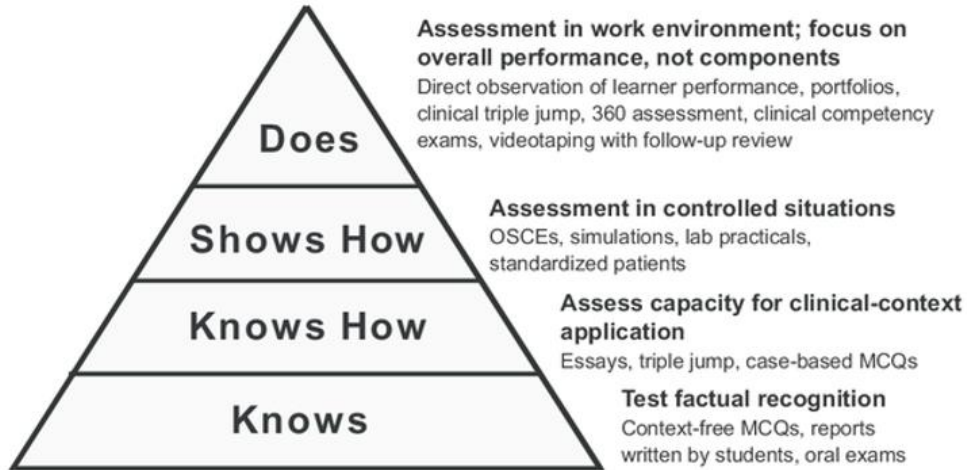 Assessment in work environment; focus on
overall performance, not components
Direct observation of learner performance, portfolios,
clinical triple jump, 360 assessment, clinical competency
exams, videotaping with follow-up review
Does
Assessment in controlled situations
OSCEs, simulations, lab practicals,
standardized patients
Shows How
Assess capacity for clinical-context
application
Essays, triple jump, case-based MCQs
Knows How
Test factual recognition
Context-free MCQs, reports
written by students, oral exams
Knows